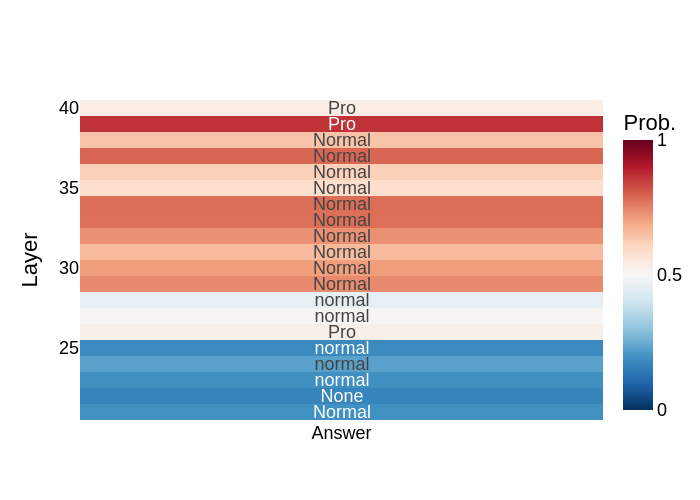 40
Pro
Pro
Normal
Normal
Normal
35
Normal
Normal
Normal
Normal
Normal
30
Normal
Normal
normal
normal
Pro
25
normal
normal
normal
None
Normal
Answer
Layer
Prob.
1
0.5
0